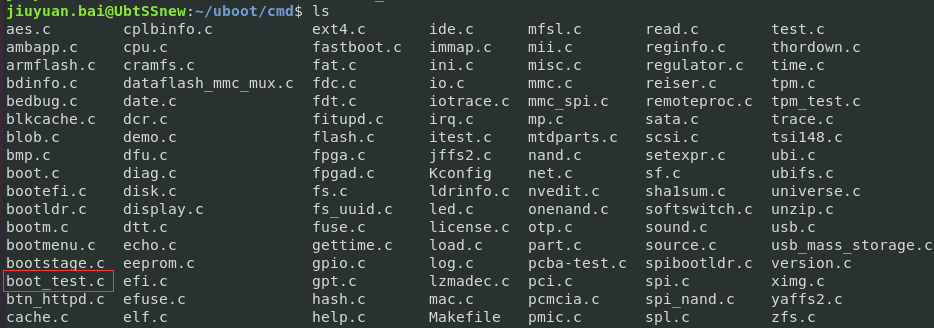 jiuyuan.bai@UbtSSnew:~/uboot/cmd$ ls
aes.c cplbinfo.c ext4.c ide.c mfsl.c read.c test.c
ambapp.c cpu.c fastboot.c immap.c mii.c reginfo.c thordown.c
armflash.c cramfs.c fat.c ini.c misc.c regulator.c time.c
bdinfo.c dataflash_mmc_mux.c fdc.c io.c mmc.c reiser.c tpm.c
bedbug.c date.c fdt.c iotrace.c mmc_spi.c remoteproc.c tpm_test.c
blkcache.c dcr.c fitupd.c irq.c mp.c sata.c trace.c
blob.c demo.c flash.c itest.c mtdparts.c scsi.c tsi148.c
bmp.c dfu.c fpga.c jffs2.c nand.c setexpr.c ubi.c
boot.c diag.c fpgad.c Kconfig net.c sf.c ubifs.c
bootefi.c disk.c fs.c ldrinfo.c nvedit.c sha1sum.c universe.c
bootldr.c display.c fs_uuid.c led.c onenand.c softswitch.c unzip.c
bootm.c dtt.c fuse.c license.c otp.c sound.c usb.c
bootmenu.c echo.c gettime.c load.c part.c source.c usb_mass_storage.c
bootstage.c eeprom.c gpio.c log.c pcba-test.c spibootldr.c version.c
boot_test.c efi.c gpt.c lzmadec.c pci.c spi.c ximg.c
btn_httpd.c efuse.c hash.c mac.c pcmcia.c spi_nand.c yaffs2.c
cache.c elf.c help.c Makefile pmic.c spl.c zfs.c